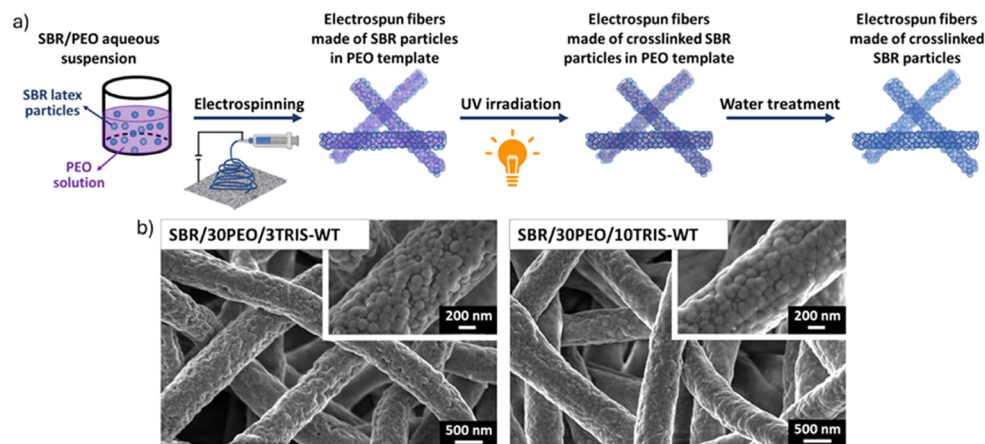 a)
SBR/PEO aqueous
suspension
SBR latex
particles
PEO
solution
Electrospinning
Electrospun fibers
made of SBR particles
in PEO template
UV irradiation
Electrospun fibers
made of crosslinked SBR
particles in PEO template
Water treatment
Electrospun fibers
made of crosslinked
SBR particles
b)
SBR/30PEO/3TRIS-WT
200 nm
500 nm
SBR/30PEO/10TRIS-WT
200 nm
500 nm